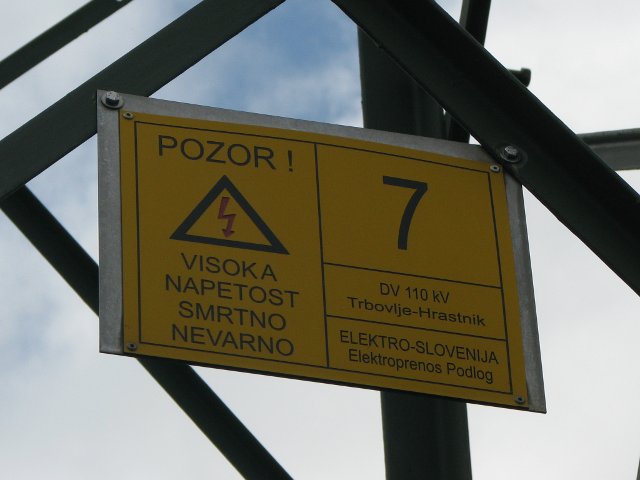 POZOR !
VISOKA
NAPETOST
SMRTNO
NEVARNO
7
DV 110 kV
Trbovlje-Hrastnik
ELEKTRO-SLOVENIJA
Elektroprenos Podlog